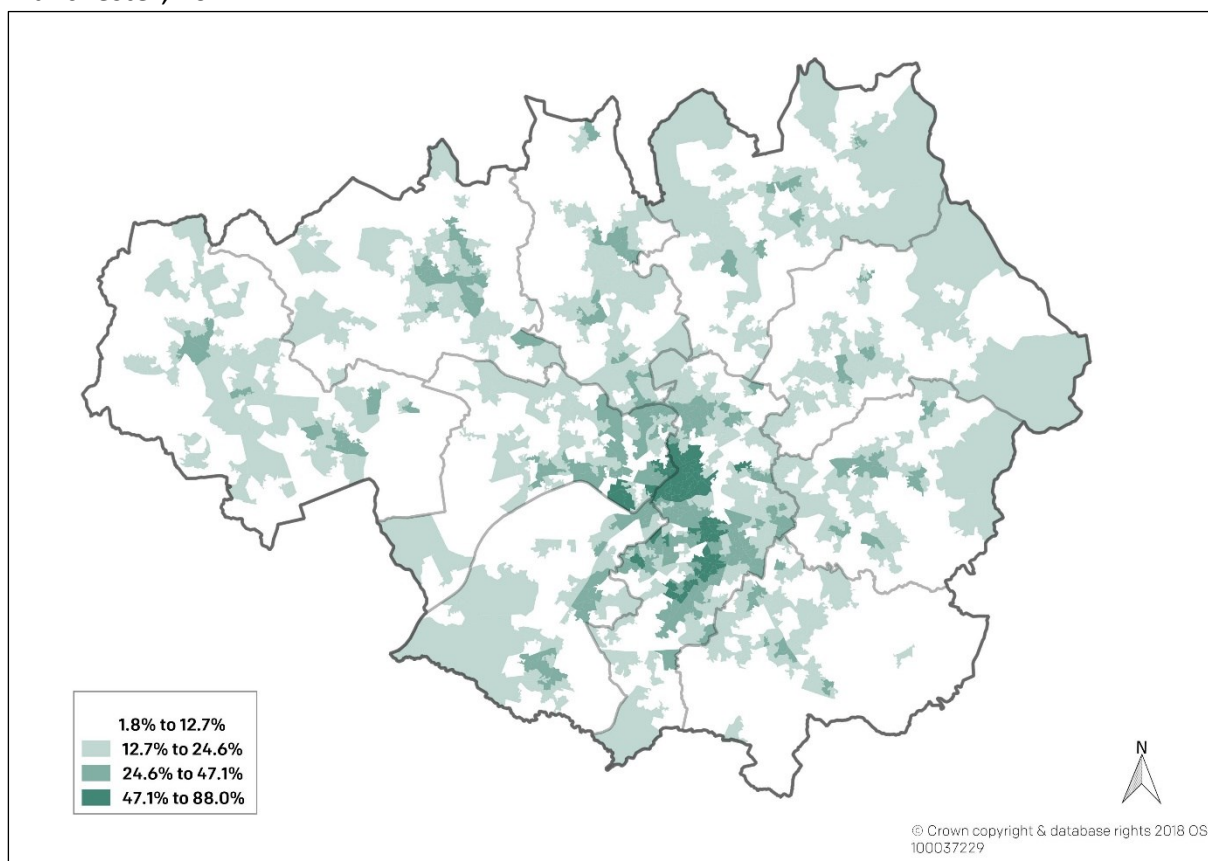 1.8% to 12.7%
12.7% to 24.6%
24.6% to 47.1%
47.1% to 88.0%
N
© Crown copyright & database rights 2018 OS
100037229